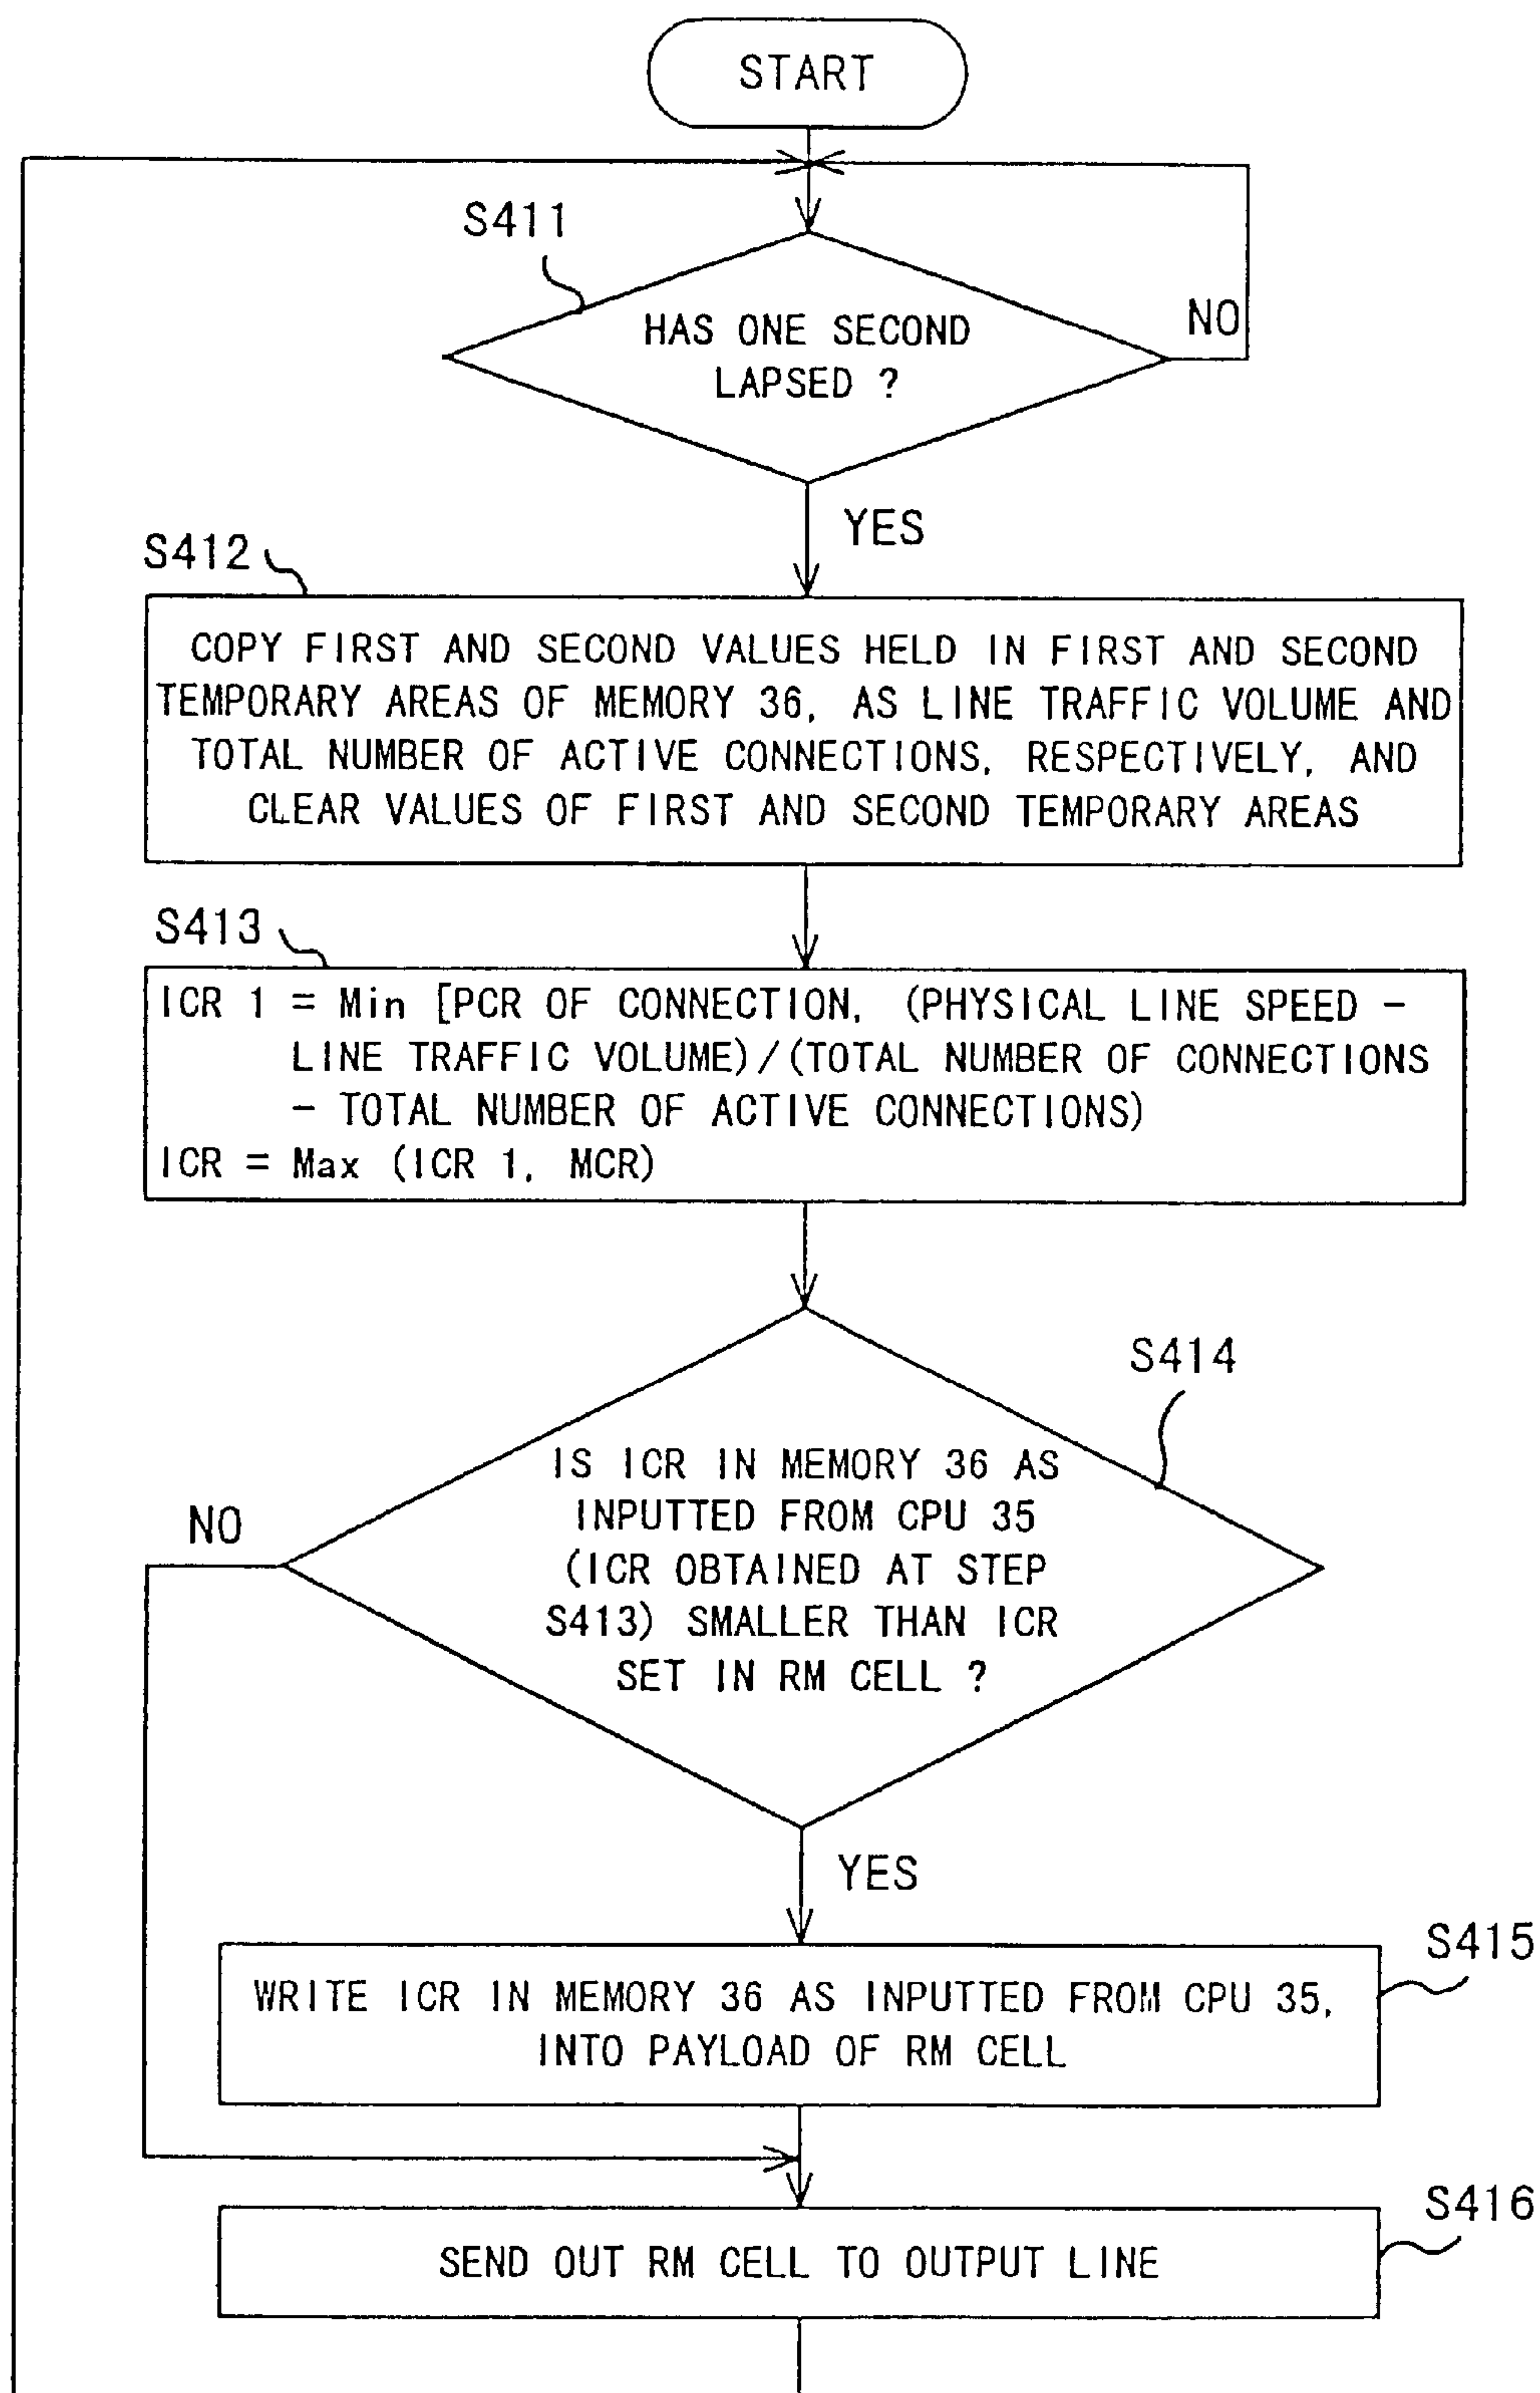 START
S411
HAS ONE SECOND
LAPSED ?
NO
YES
S412
COPY FIRST AND SECOND VALUES HELD IN FIRST AND SECOND
TEMPORARY AREAS OF MEMORY 36, AS LINE TRAFFIC VOLUME AND
TOTAL NUMBER OF ACTIVE CONNECTIONS, RESPECTIVELY, AND
CLEAR VALUES OF FIRST AND SECOND TEMPORARY AREAS
S413
ICR 1 = Min [PCR OF CONNECTION, (PHYSICAL LINE SPEED -
LINE TRAFFIC VOLUME)/(TOTAL NUMBER OF CONNECTIONS
- TOTAL NUMBER OF ACTIVE CONNECTIONS)
ICR = Max (ICR 1, MCR)
S414
IS ICR IN MEMORY 36 AS
INPUTTED FROM CPU 35
(ICR OBTAINED AT STEP
S413) SMALLER THAN ICR
SET IN RM CELL ?
NO
YES
S415
WRITE ICR IN MEMORY 36 AS INPUTTED FROM CPU 35,
INTO PAYLOAD OF RM CELL
S416
SEND OUT RM CELL TO OUTPUT LINE